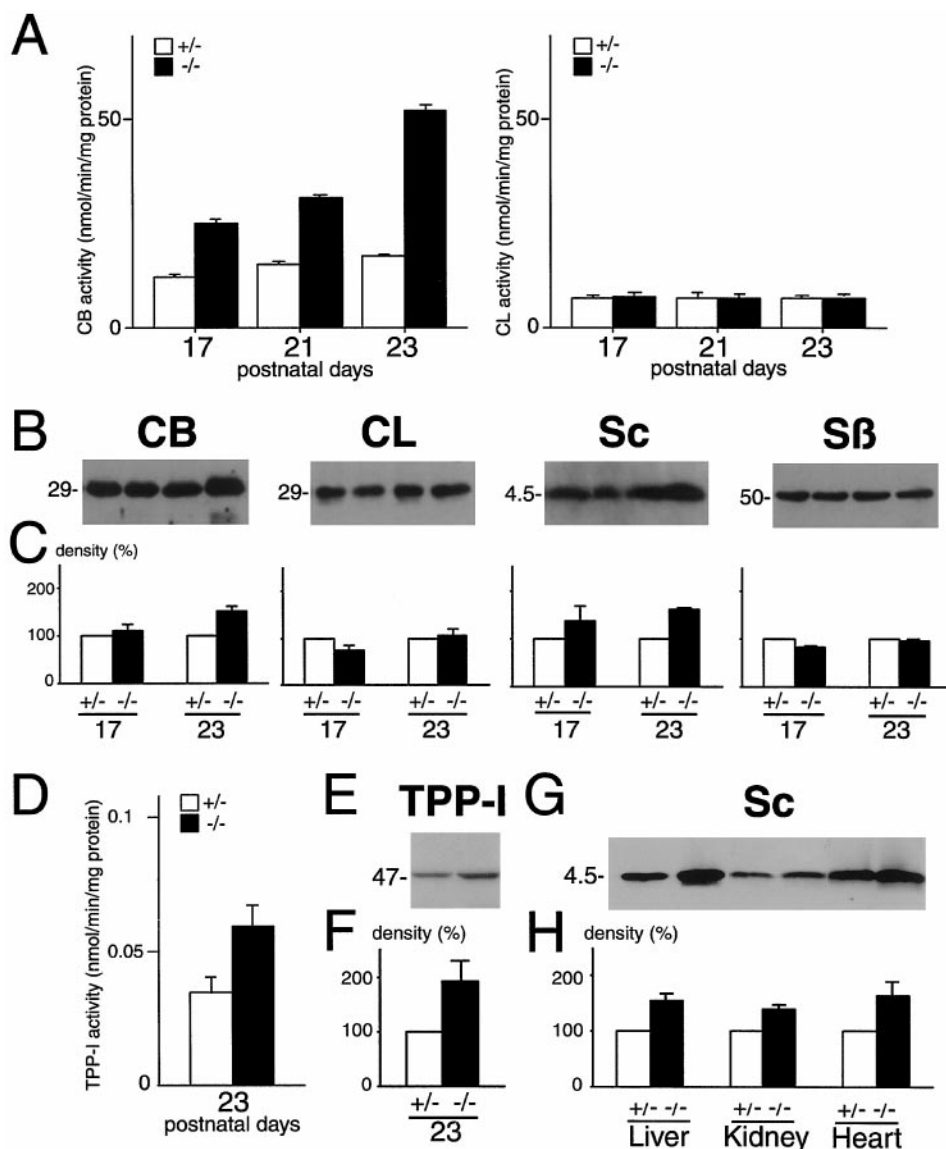 A
+/-
-/-
CB activity (nmol/min/mg protein)
50
0
17 21 23
postnatal days
+/-
-/-
CL activity (nmol/min/mg protein)
50
0
17 21 23
postnatal days
B
CB CL Sc Sß
29- 29- 4.5- 50-
C
density (%)
200
100
0
+/- -/- +/- -/- +/- -/- +/- -/- +/- -/- +/- -/- +/- -/- +/- -/-
17 23 17 23 17 23 17 23
D
+/-
-/-
TPP-I activity (nmol/min/mg protein)
0.1
0.05
0
23
postnatal days
E TPP-I
47-
F density (%)
200
100
0
+/- -/-
23
G Sc
4.5-
H density (%)
200
100
0
+/- -/- +/- -/- +/- -/-
Liver Kidney Heart